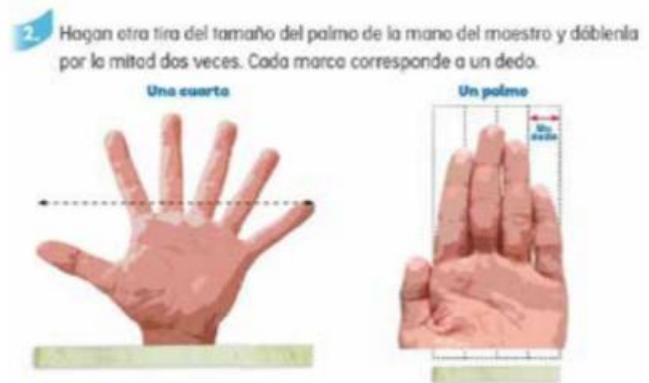 2. Hagan otra tira del tamaño del palmo de la mano del maestro y dóblenla
por la mitad dos veces. Cada marca corresponde a un dedo.
Una cuarta
Un palmo
Un
dedo